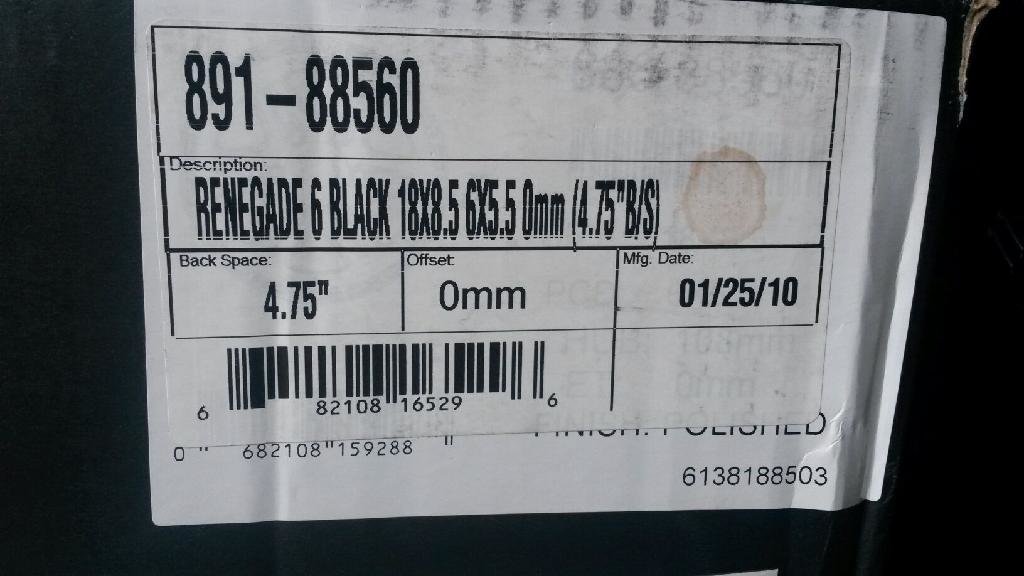 891-88560
Description:
RENEGADE 6 BLACK 18X8.5 6X5.5 0mm (4.75"B/S)
Back Space: Offset: Mfg. Date:
4.75" 0mm 01/25/10
6 82108 16529 6
FINISH: POLISHED
0 " 682108"159288 "
6138188503